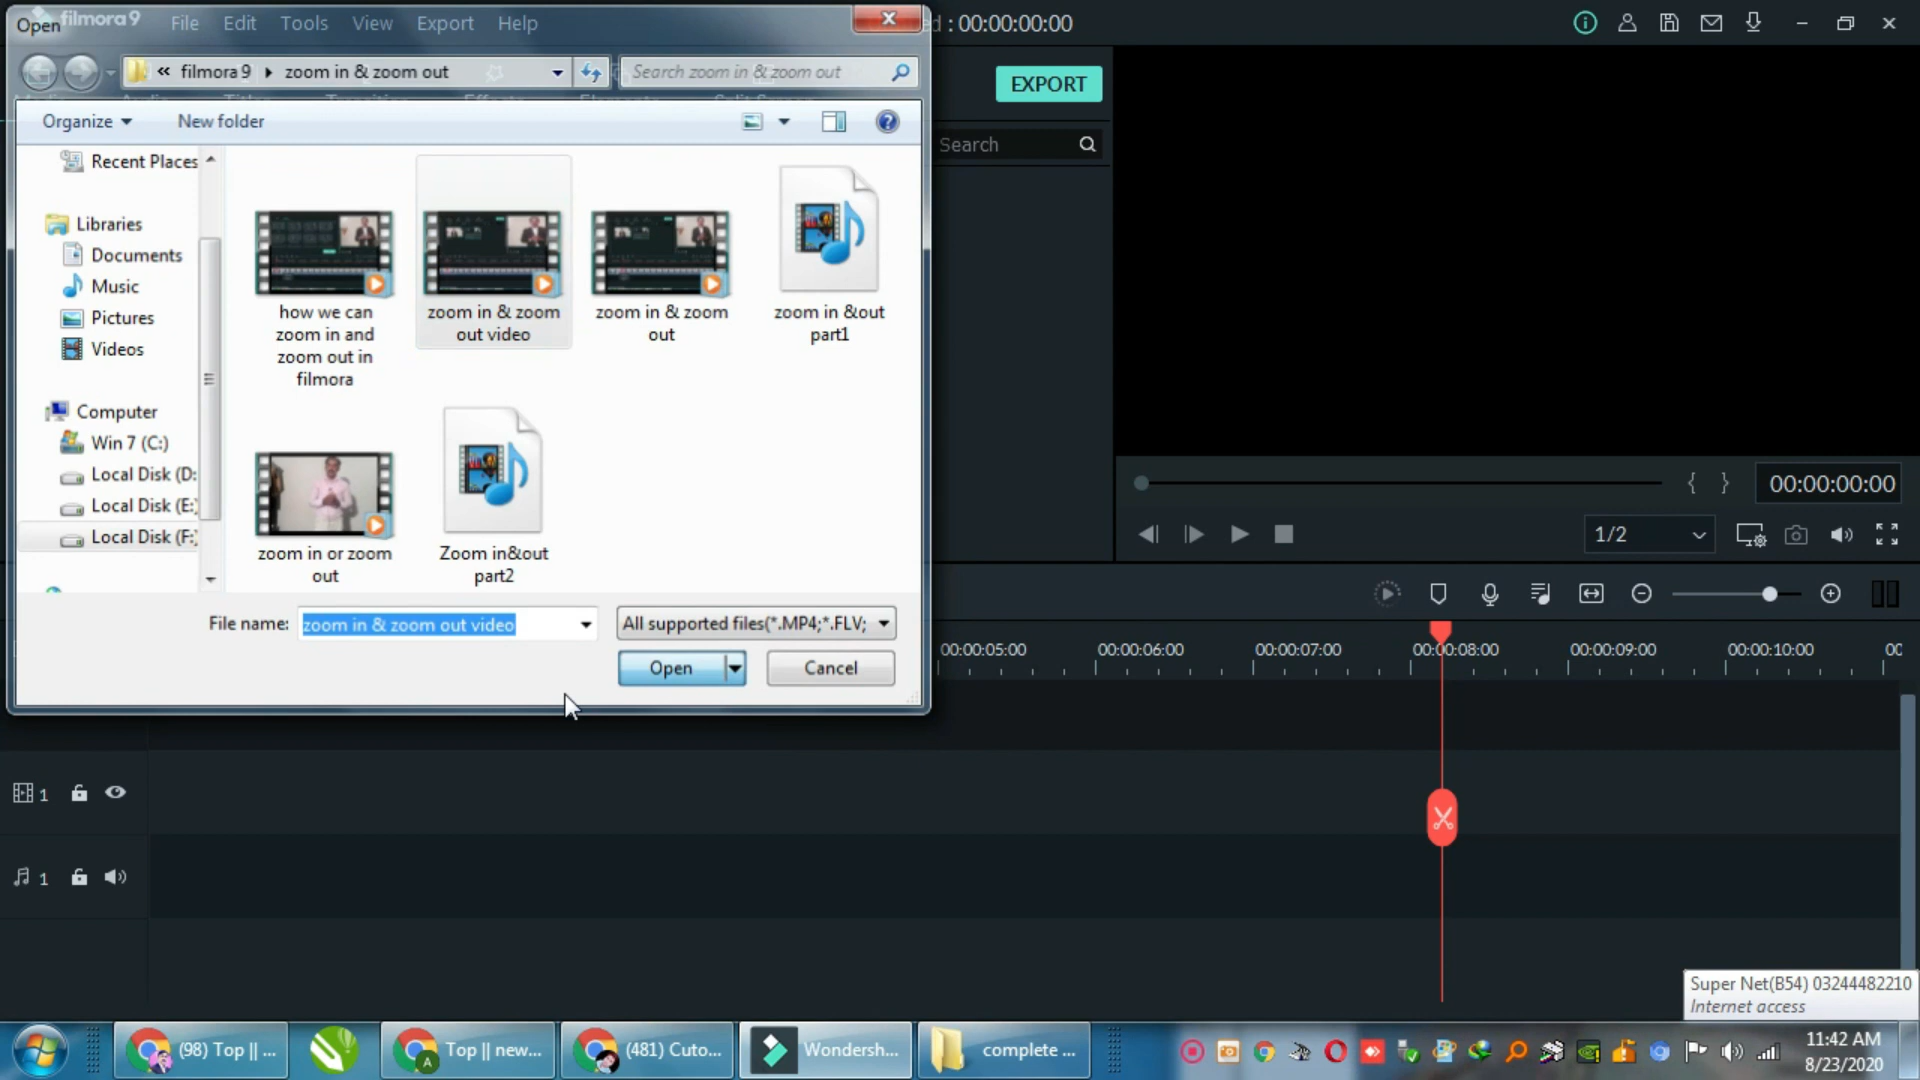 Open
filmora 9
File
Edit
Tools
View
Export
Help
: 00:00:00:00
« filmora 9
zoom in & zoom out
Search zoom in & zoom out
EXPORT
Organize
New folder
Search
Recent Places
Libraries
Documents
Music
Pictures
Videos
Computer
Win 7 (C:)
Local Disk (D:
Local Disk (E:)
Local Disk (F:)
how we can
zoom in and
zoom out in
filmora
zoom in & zoom
out video
zoom in & zoom
out
zoom in &out
part1
zoom in or zoom
out
Zoom in&out
part2
{ }
00:00:00:00
1/2
File name:
zoom in & zoom out video
All supported files(*.MP4;*.FLV;
Open
Cancel
00:00:05:00
00:00:06:00
00:00:07:00
00:00:08:00
00:00:09:00
00:00:10:00
00
1
1
Super Net(B54) 03244482210
Internet access
(98) Top || ...
Top || new...
(481) Cuto...
Wondersh...
complete ...
11:42 AM
8/23/2020